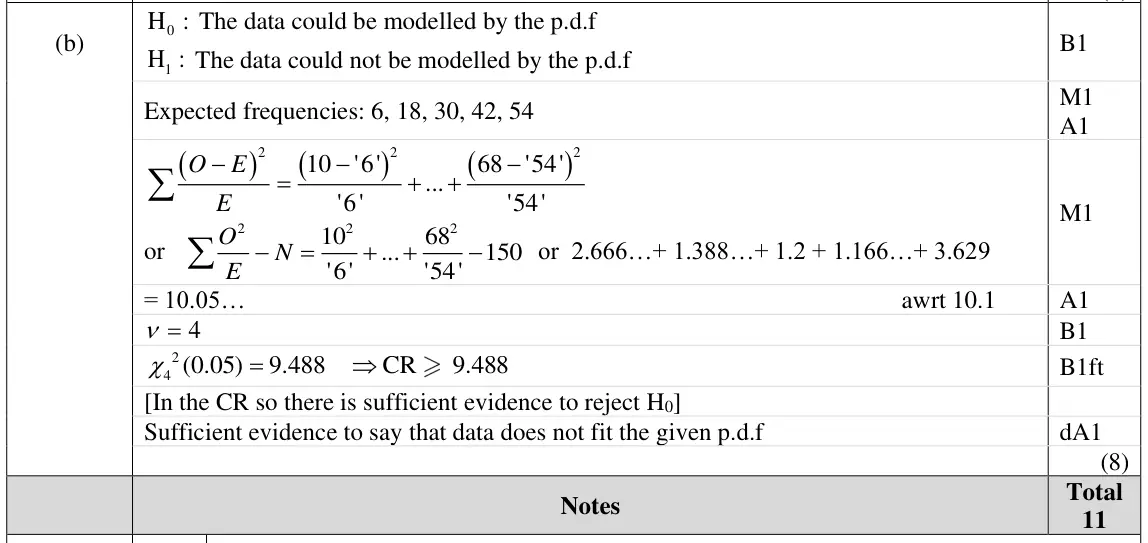 (b)
H₀ : The data could be modelled by the p.d.f
H₁ : The data could not be modelled by the p.d.f
B1
Expected frequencies: 6, 18, 30, 42, 54
M1
A1
∑ (O − E)²/E = (10 − '6')²/'6' + ... + (68 − '54')²/'54'
or ∑ O²/E − N = 10²/'6' + ... + 68²/'54' − 150 or 2.666…+ 1.388…+ 1.2 + 1.166…+ 3.629
M1
= 10.05… awrt 10.1 A1
ν = 4 B1
χ₄²(0.05) = 9.488 ⇒ CR ⩾ 9.488 B1ft
[In the CR so there is sufficient evidence to reject H₀]
Sufficient evidence to say that data does not fit the given p.d.f dA1
(8)
Notes
Total
11